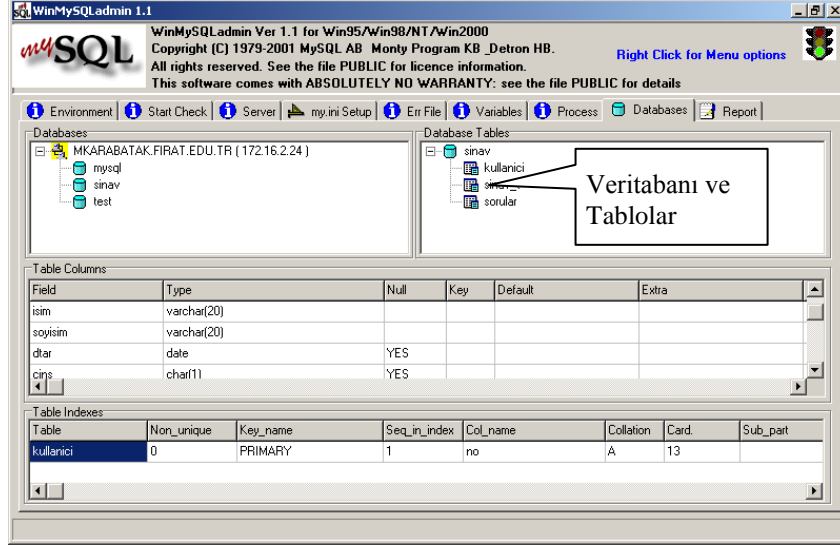 WinMySQLadmin 1.1
mySQL
WinMySQLadmin Ver 1.1 for Win95/Win98/NT/Win2000
Copyright (C) 1979-2001 MySQL AB Monty Program KB _Detron HB.
All rights reserved. See the file PUBLIC for licence information.
This software comes with ABSOLUTELY NO WARRANTY: see the file PUBLIC for details
Right Click for Menu options
Environment Start Check Server my.ini Setup Err File Variables Process Databases Report
Databases
MKARABATAK.FIRAT.EDU.TR ( 172.16.2.24 )
mysql
sinav
test
Database Tables
sinav
kullanici
sorular
Veritabanı ve
Tablolar
Table Columns
Field Type Null Key Default Extra
isim varchar(20)
soyisim varchar(20)
dtar date YES
cins char(1) YES
Table Indexes
Table Non_unique Key_name Seq_in_index Col_name Collation Card. Sub_part
kullanici 0 PRIMARY 1 no A 13